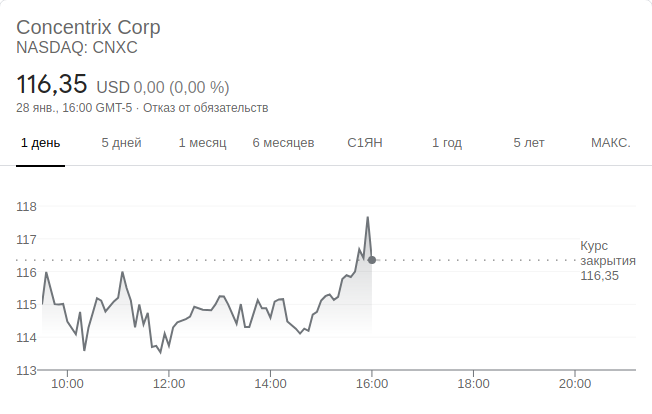 Concentrix Corp
NASDAQ: CNXC
116,35 USD 0,00 (0,00 %)
28 янв., 16:00 GMT-5 · Отказ от обязательств
1 день 5 дней 1 месяц 6 месяцев С1ЯН 1 год 5 лет МАКС.
118
117
116
115
114
113
Курс
закрытия
116,35
10:00 12:00 14:00 16:00 18:00 20:00